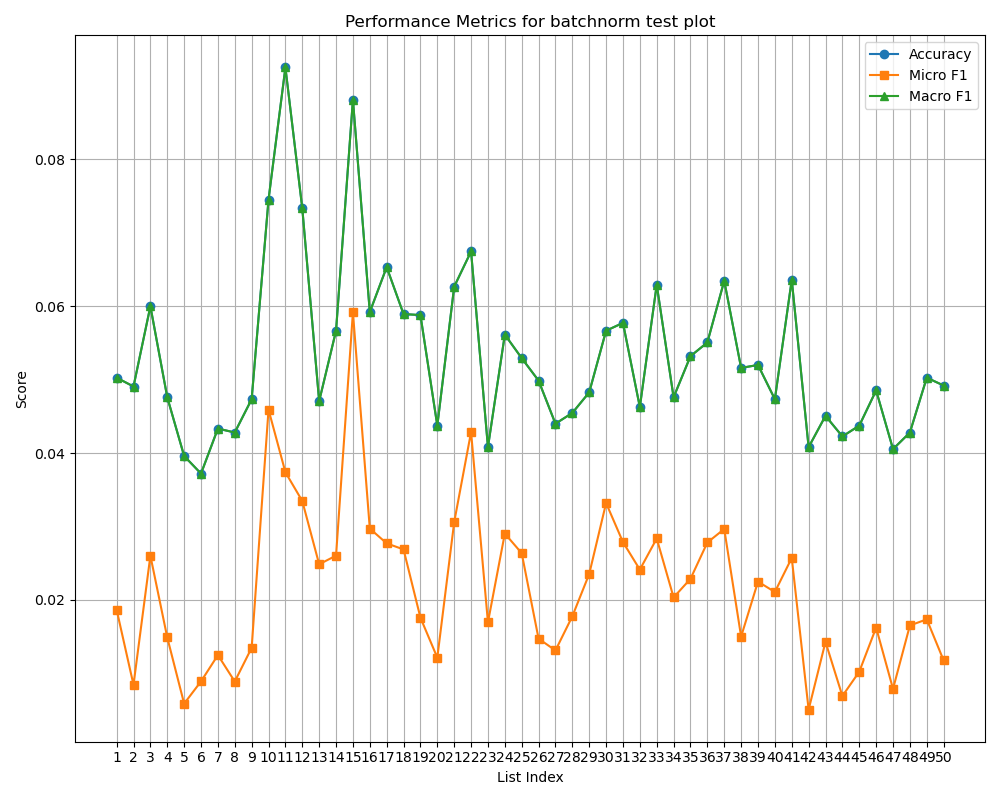 Performance Metrics for batchnorm test plot
Accuracy
Micro F1
Macro F1
0.08
0.06
0.04
0.02
Score
1 2 3 4 5 6 7 8 9 10 11 12 13 14 15 16 17 18 19 20 21 22 23 24 25 26 27 28 29 30 31 32 33 34 35 36 37 38 39 40 41 42 43 44 45 46 47 48 49 50
List Index